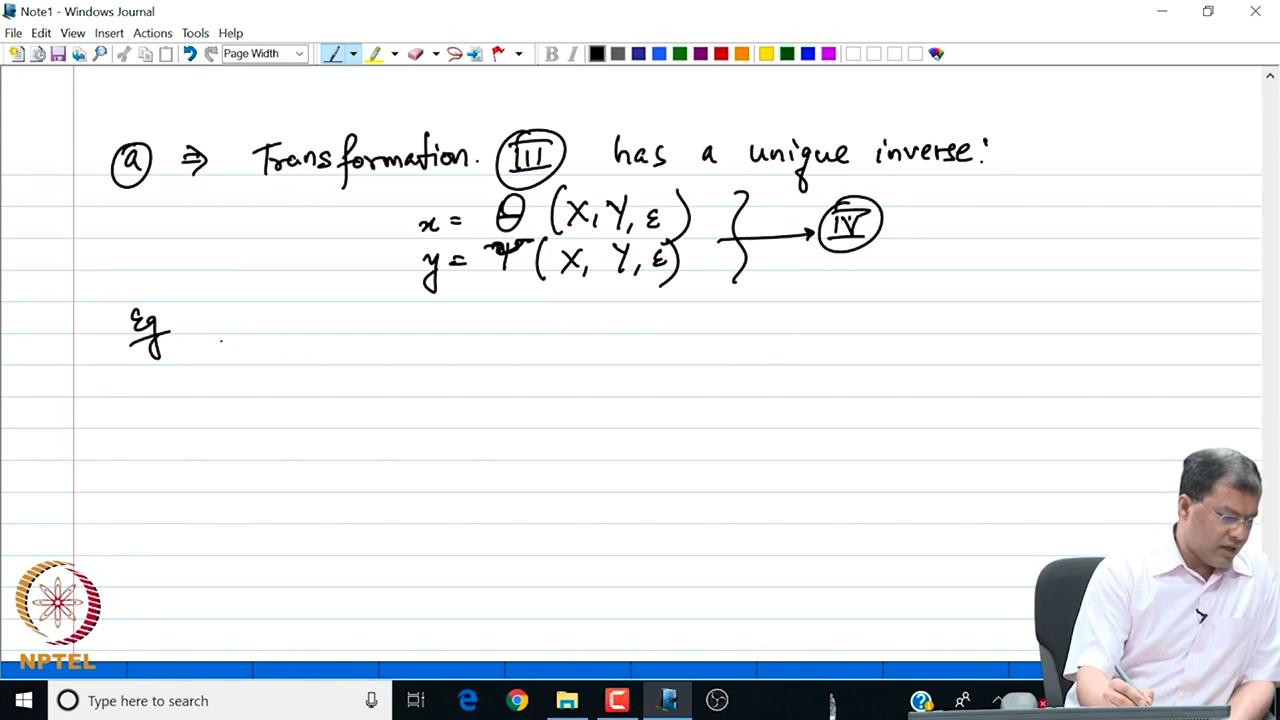 Note1 - Windows Journal
File Edit View Insert Actions Tools Help
Page Width
B I
ⓐ ⇒ Transformation. III has a unique inverse:
x = Θ (X, Y, ε)
y = Ψ (X, Y, ε) } → IV
Eg
NPTEL
Type here to search